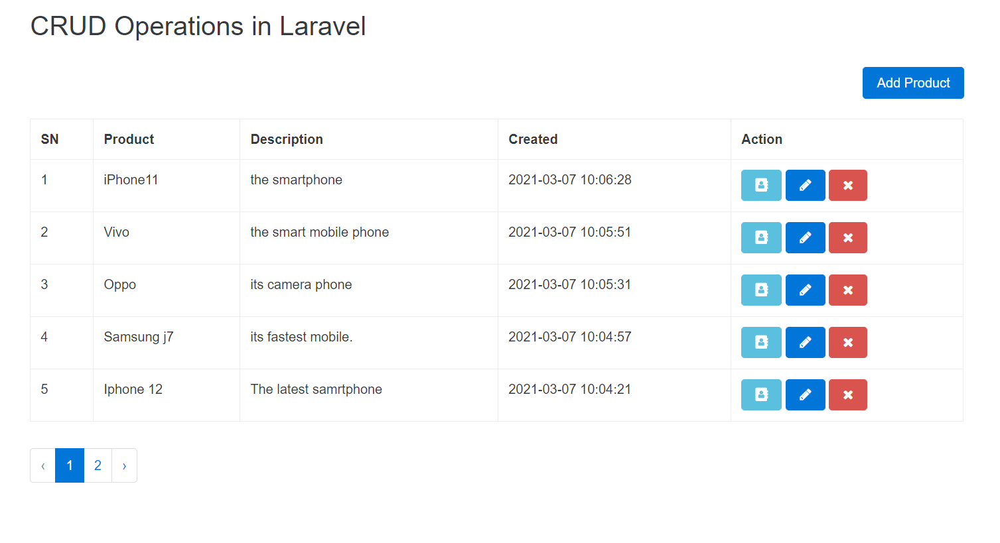 CRUD Operations in Laravel
Add Product
SN Product Description Created Action
1 iPhone11 the smartphone 2021-03-07 10:06:28
2 Vivo the smart mobile phone 2021-03-07 10:05:51
3 Oppo its camera phone 2021-03-07 10:05:31
4 Samsung j7 its fastest mobile. 2021-03-07 10:04:57
5 Iphone 12 The latest samrtphone 2021-03-07 10:04:21
‹ 1 2 ›